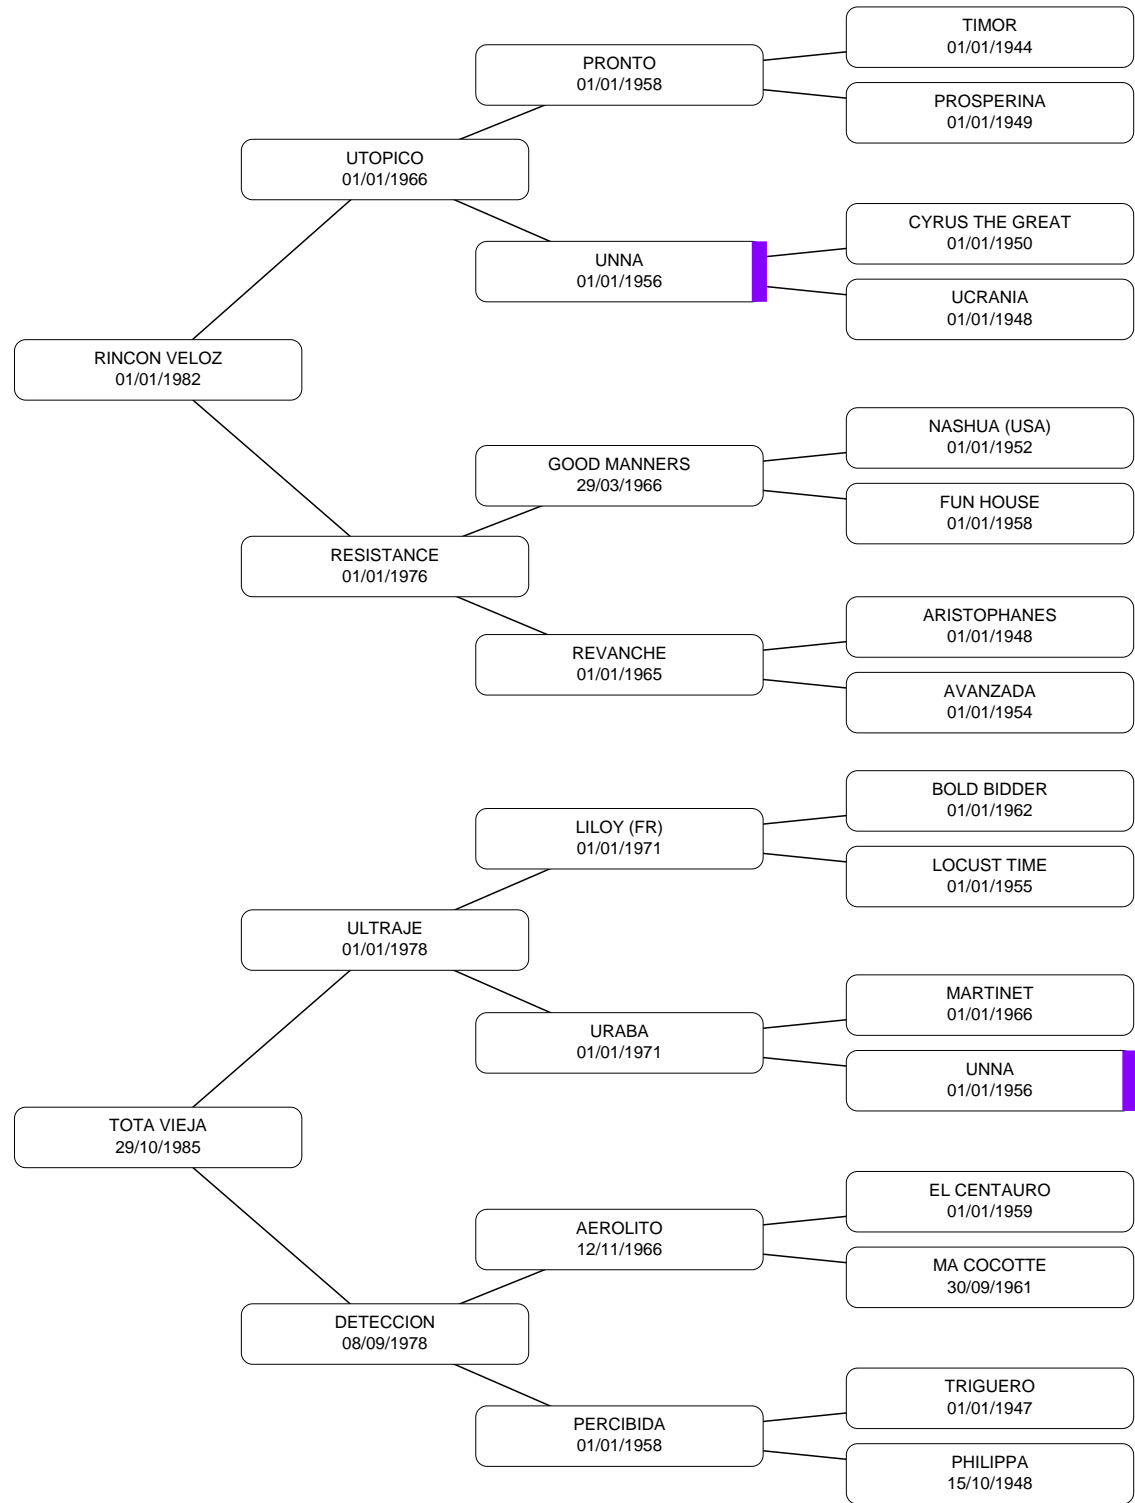 TIMOR
01/01/1944
PRONTO
01/01/1958
PROSPERINA
01/01/1949
UTOPICO
01/01/1966
CYRUS THE GREAT
01/01/1950
UNNA
01/01/1956
UCRANIA
01/01/1948
RINCON VELOZ
01/01/1982
NASHUA (USA)
01/01/1952
GOOD MANNERS
29/03/1966
FUN HOUSE
01/01/1958
RESISTANCE
01/01/1976
ARISTOPHANES
01/01/1948
REVANCHE
01/01/1965
AVANZADA
01/01/1954
BOLD BIDDER
01/01/1962
LILOY (FR)
01/01/1971
LOCUST TIME
01/01/1955
ULTRAJE
01/01/1978
MARTINET
01/01/1966
URABA
01/01/1971
UNNA
01/01/1956
TOTA VIEJA
29/10/1985
EL CENTAURO
01/01/1959
AEROLITO
12/11/1966
MA COCOTTE
30/09/1961
DETECCION
08/09/1978
TRIGUERO
01/01/1947
PERCIBIDA
01/01/1958
PHILIPPA
15/10/1948